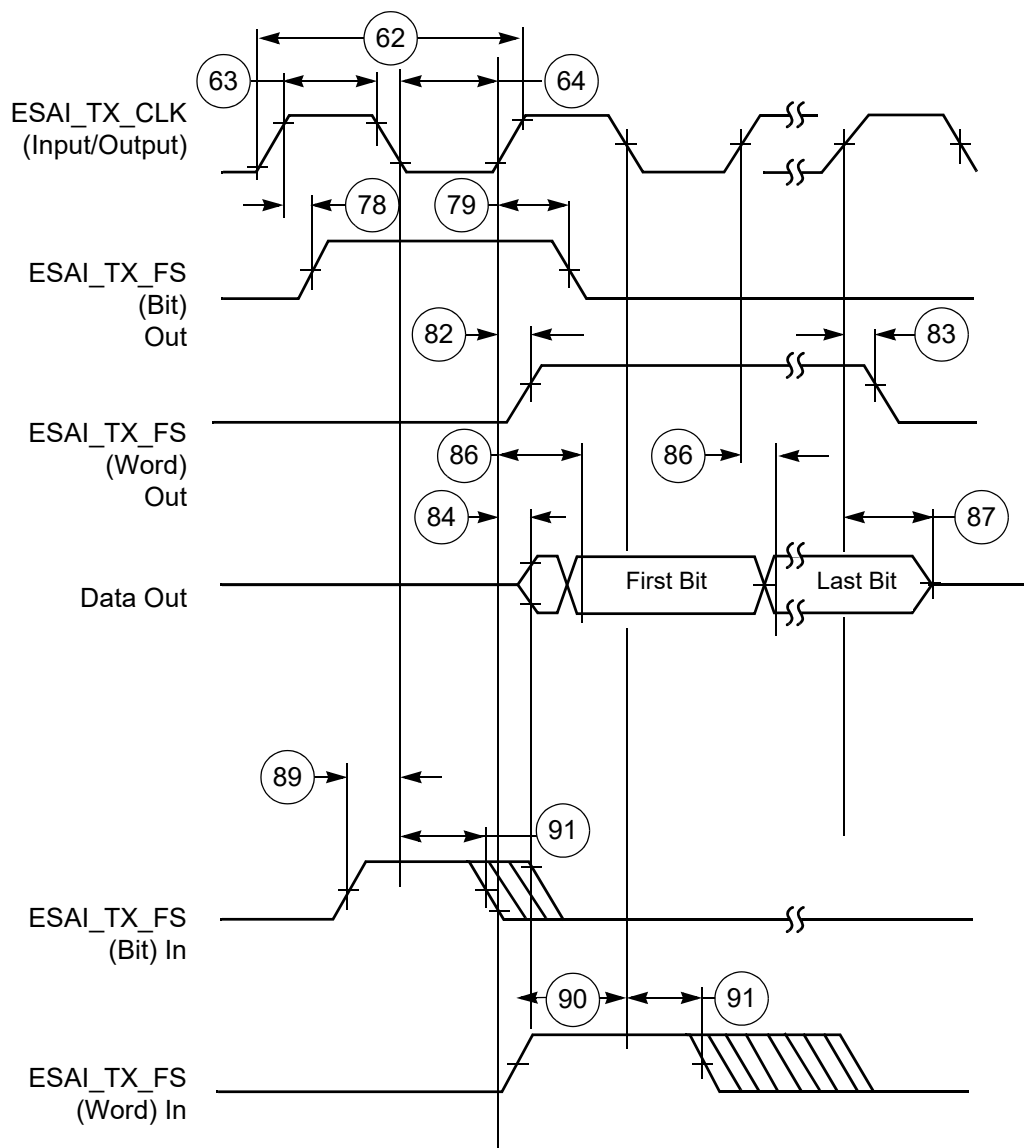 62
63
64
ESAI_TX_CLK
(Input/Output)
78
79
ESAI_TX_FS
(Bit)
Out
82
83
ESAI_TX_FS
(Word)
Out
86
86
84
87
Data Out
First Bit
Last Bit
89
91
ESAI_TX_FS
(Bit) In
90
91
ESAI_TX_FS
(Word) In